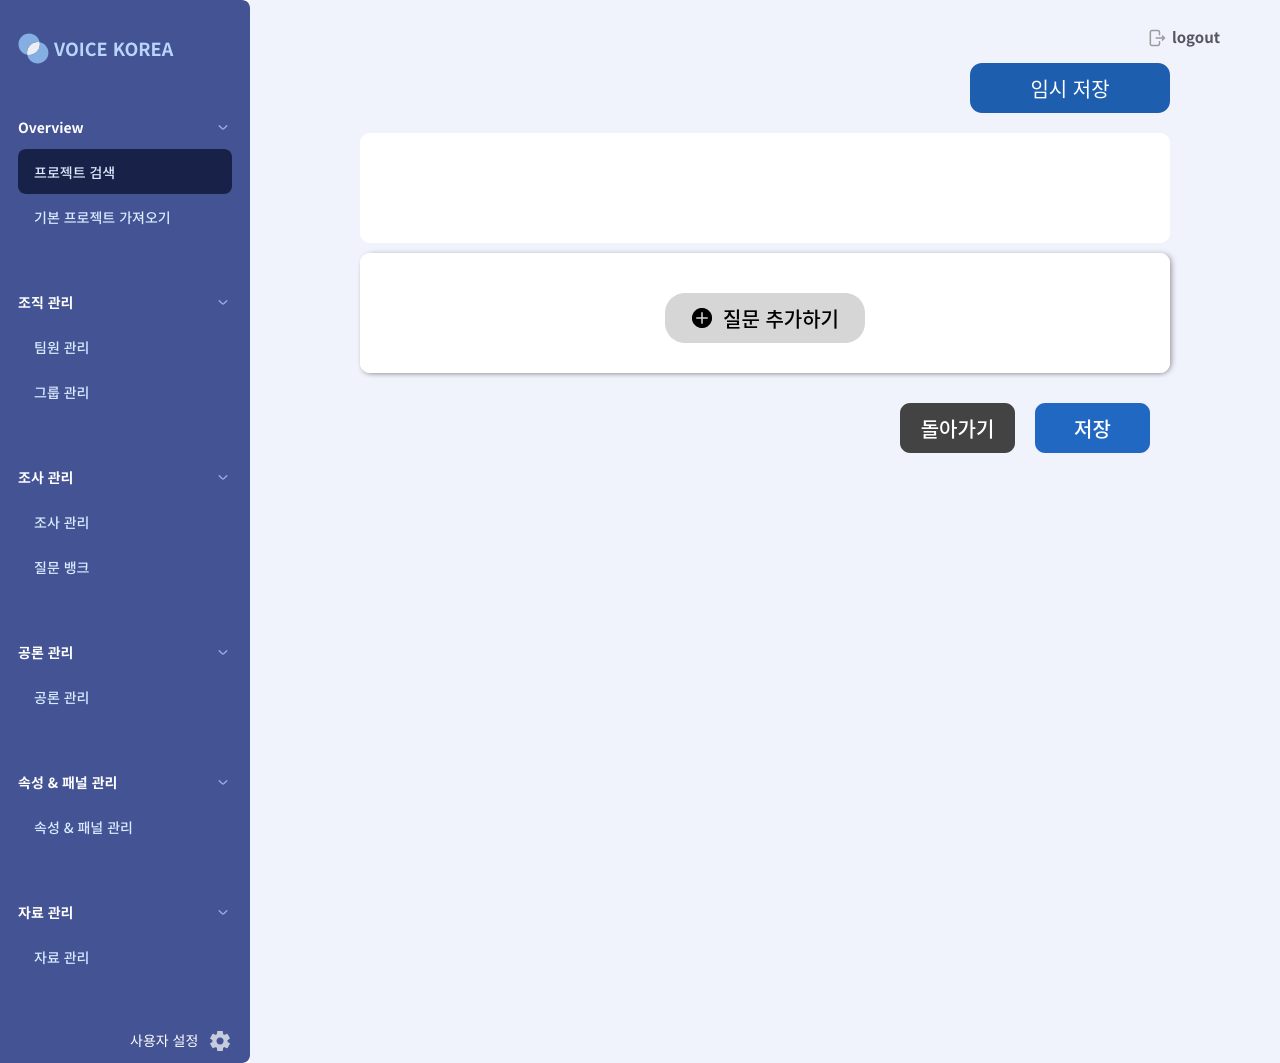 VOICE KOREA
Overview
프로젝트 검색
기본 프로젝트 가져오기
조직 관리
팀원 관리
그룹 관리
조사 관리
조사 관리
질문 뱅크
공론 관리
공론 관리
속성 & 패널 관리
속성 & 패널 관리
자료 관리
자료 관리
사용자 설정
logout
임시 저장
질문 추가하기
돌아가기
저장